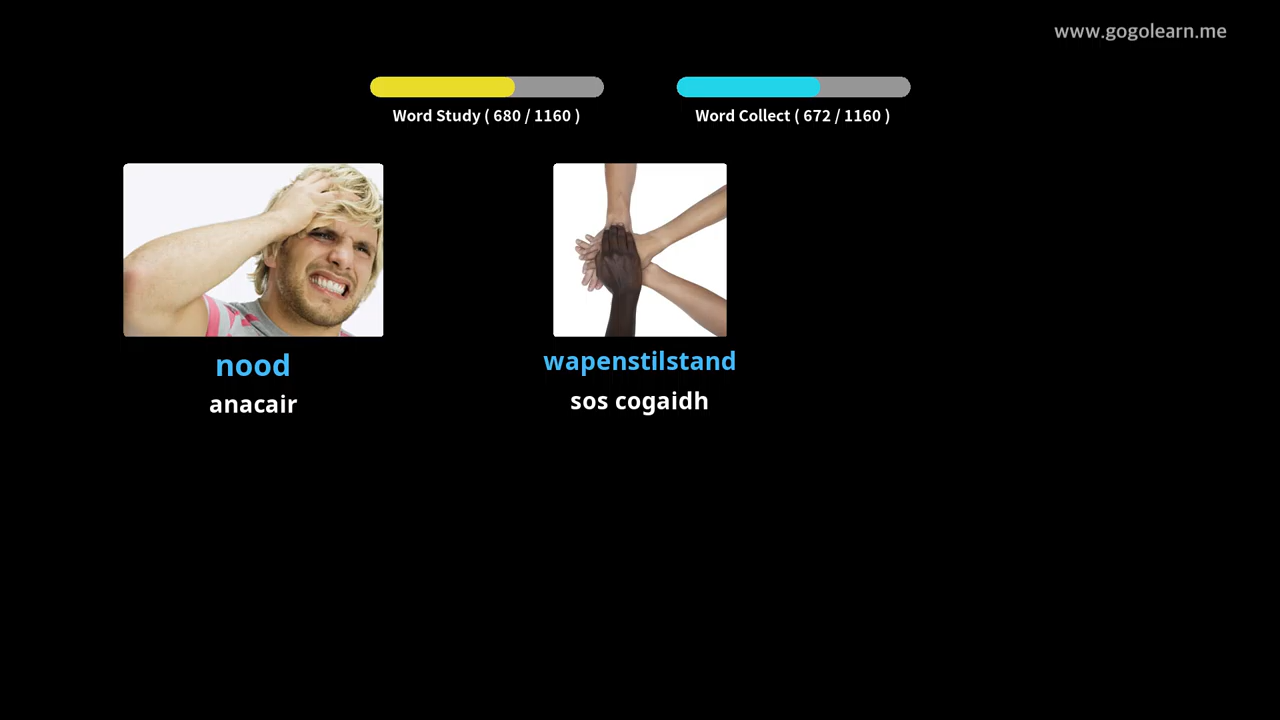 www.gogolearn.me
Word Study ( 680 / 1160 )
Word Collect ( 672 / 1160 )
nood
anacair
wapenstilstand
sos cogaidh